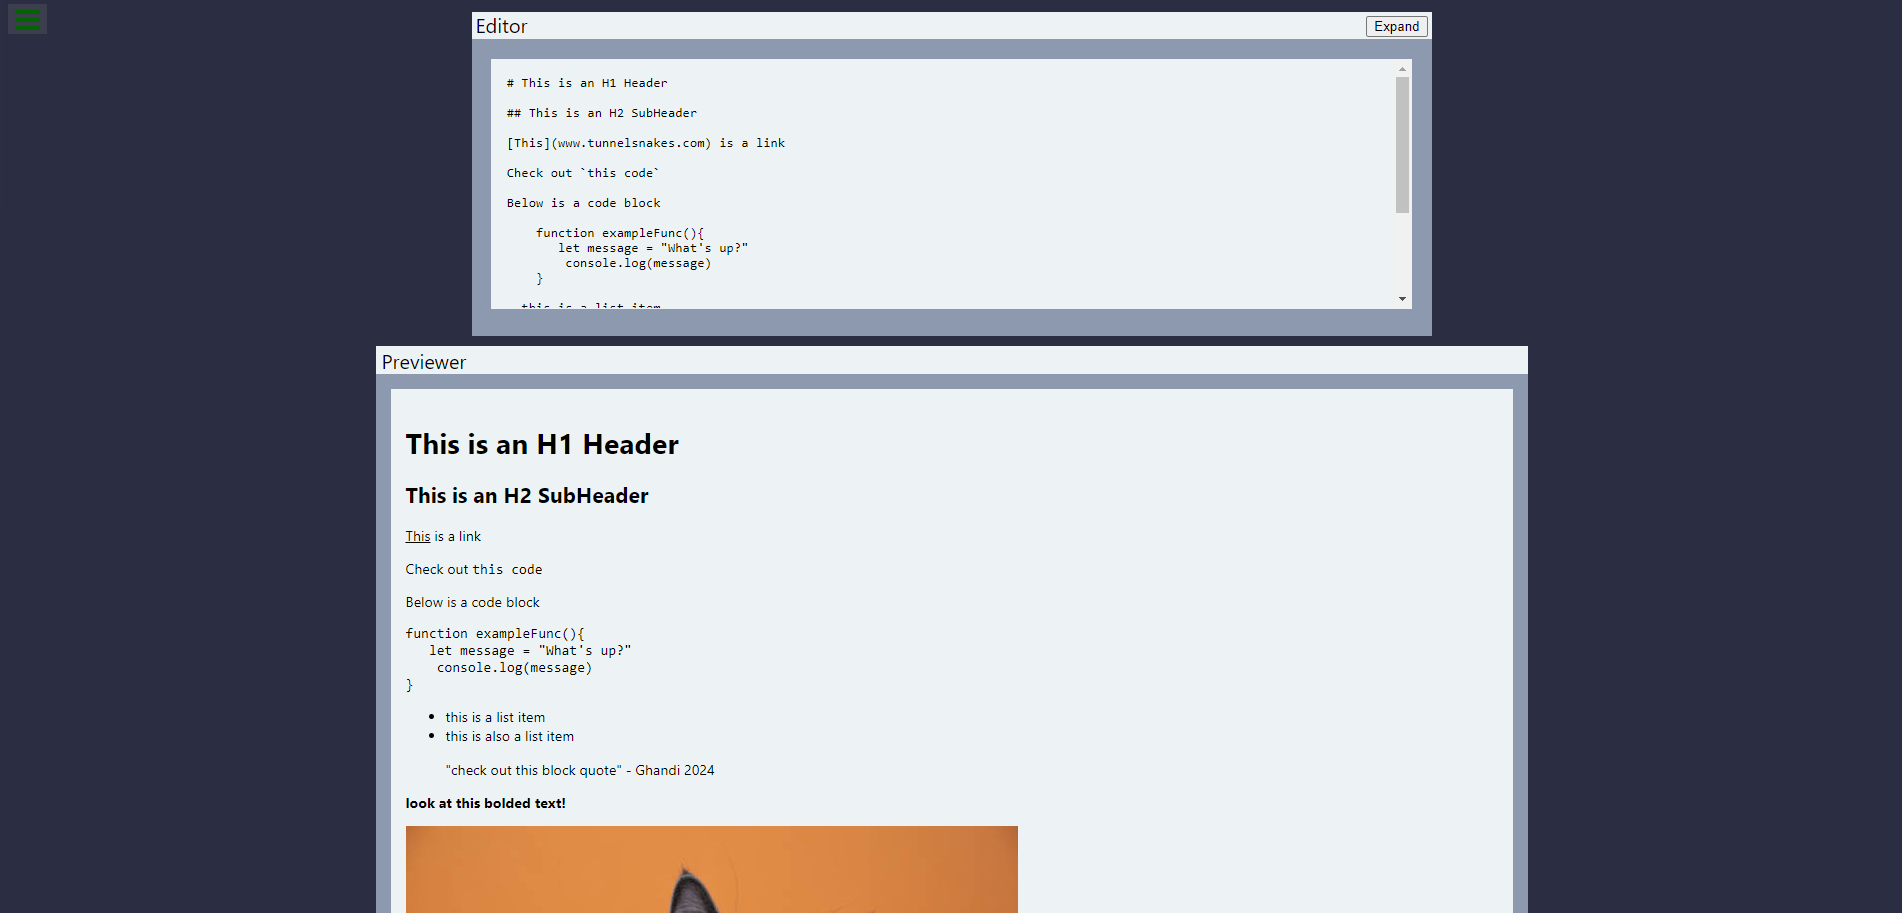 Editor
Expand
# This is an H1 Header
## This is an H2 SubHeader
[This](www.tunnelsnakes.com) is a link
Check out `this code`
Below is a code block
    function exampleFunc(){
       let message = "What's up?"
        console.log(message)
    }
this is a list item
Previewer
This is an H1 Header
This is an H2 SubHeader
This is a link
Check out this code
Below is a code block
function exampleFunc(){
   let message = "What's up?"
    console.log(message)
}
• this is a list item
• this is also a list item
"check out this block quote" - Ghandi 2024
look at this bolded text!